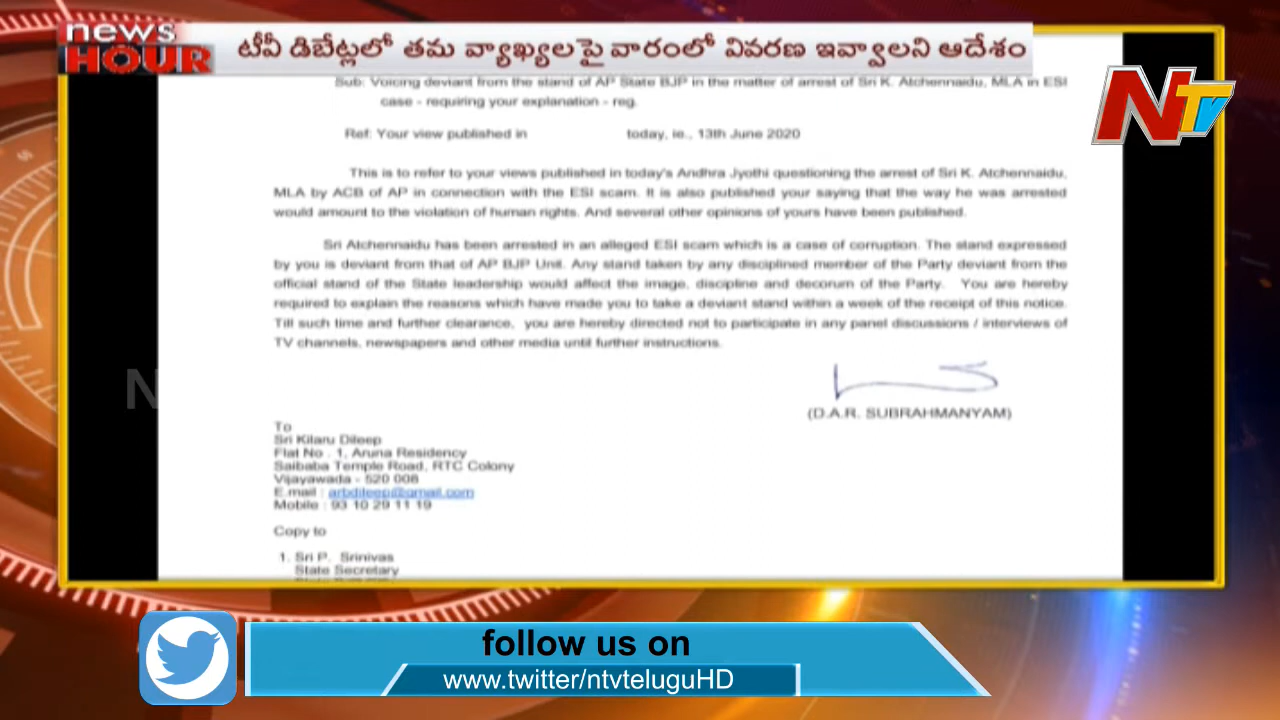 news
HOUR
టీవీ డిబేట్లలో తమ వ్యాఖ్యలపై వారంలో వివరణ ఇవ్వాలని ఆదేశం
NTV
Sub: Voicing deviant from the stand of AP State BJP in the matter of arrest of Sri K. Atchennaidu, MLA in ESI
case - requiring your explanation - reg.
Ref: Your view published in today, ie., 13th June 2020
This is to refer to your views published in today's Andhra Jyothi questioning the arrest of Sri K. Atchennaidu,
MLA by ACB of AP in connection with the ESI scam. It is also published your saying that the way he was arrested
would amount to the violation of human rights. And several other opinions of yours have been published.
Sri Atchennaidu has been arrested in an alleged ESI scam which is a case of corruption. The stand expressed
by you is deviant from that of AP BJP Unit. Any stand taken by any disciplined member of the Party deviant from the
official stand of the State leadership would affect the image, discipline and decorum of the Party. You are hereby
required to explain the reasons which have made you to take a deviant stand within a week of the receipt of this notice.
Till such time and further clearance, you are hereby directed not to participate in any panel discussions / interviews of
TV channels, newspapers and other media until further instructions.
(D.A.R. SUBRAHMANYAM)
To
Sri Kilaru Dileep
Flat No . 1, Aruna Residency
Saibaba Temple Road, RTC Colony
Vijayawada - 520 008
E.mail : arbdileep@gmail.com
Mobile : 93 10 29 11 19
Copy to
1. Sri P. Srinivas
State Secretary
follow us on
www.twitter/ntvteluguHD